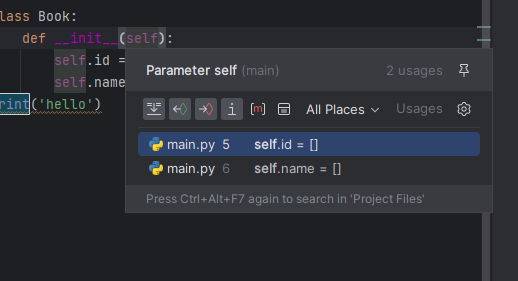 lass Book:
def __init__(self):
self.id =
self.name
rint('hello')
Parameter self (main) 2 usages
[m] All Places Usages
main.py 5 self.id = []
main.py 6 self.name = []
Press Ctrl+Alt+F7 again to search in 'Project Files'